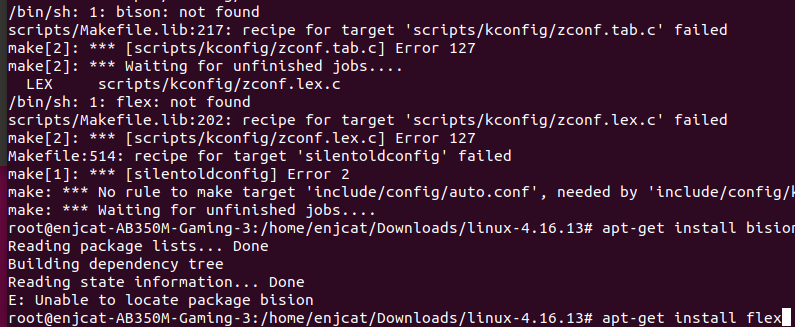 /bin/sh: 1: bison: not found
scripts/Makefile.lib:217: recipe for target 'scripts/kconfig/zconf.tab.c' failed
make[2]: *** [scripts/kconfig/zconf.tab.c] Error 127
make[2]: *** Waiting for unfinished jobs....
  LEX     scripts/kconfig/zconf.lex.c
/bin/sh: 1: flex: not found
scripts/Makefile.lib:202: recipe for target 'scripts/kconfig/zconf.lex.c' failed
make[2]: *** [scripts/kconfig/zconf.lex.c] Error 127
Makefile:514: recipe for target 'silentoldconfig' failed
make[1]: *** [silentoldconfig] Error 2
make: *** No rule to make target 'include/config/auto.conf', needed by 'include/config/k
make: *** Waiting for unfinished jobs....
root@enjcat-AB350M-Gaming-3:/home/enjcat/Downloads/linux-4.16.13# apt-get install bision
Reading package lists... Done
Building dependency tree
Reading state information... Done
E: Unable to locate package bision
root@enjcat-AB350M-Gaming-3:/home/enjcat/Downloads/linux-4.16.13# apt-get install flex